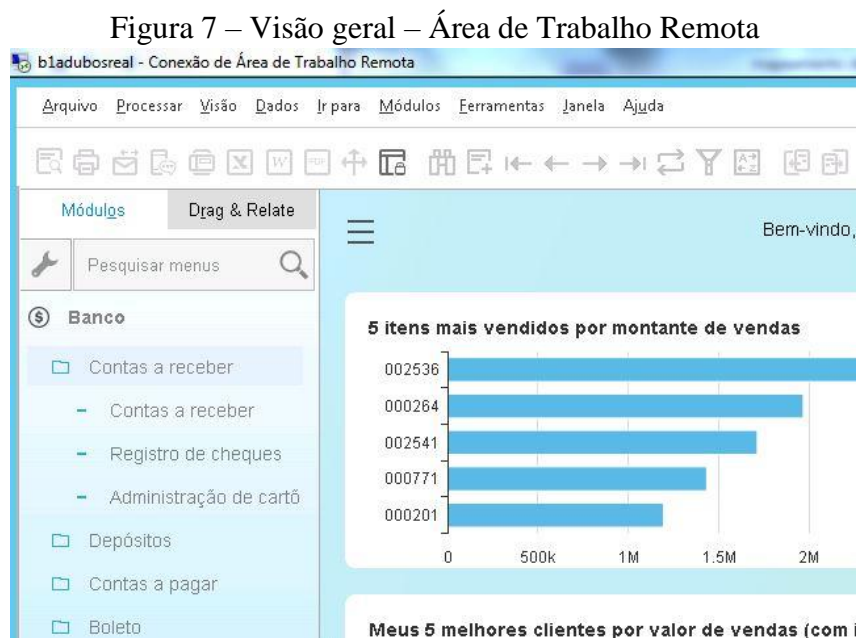 Figura 7 – Visão geral – Área de Trabalho Remota
b1adubosreal - Conexão de Área de Trabalho Remota
Arquivo Processar Visão Dados Ir para Módulos Ferramentas Janela Ajuda
Módulos Drag & Relate
Pesquisar menus
Bem-vindo,
Banco
Contas a receber
Contas a receber
Registro de cheques
Administração de cartõ
Depósitos
Contas a pagar
Boleto
5 itens mais vendidos por montante de vendas
002536
000264
002541
000771
000201
0 500k 1M 1.5M 2M
Meus 5 melhores clientes por valor de vendas (com i